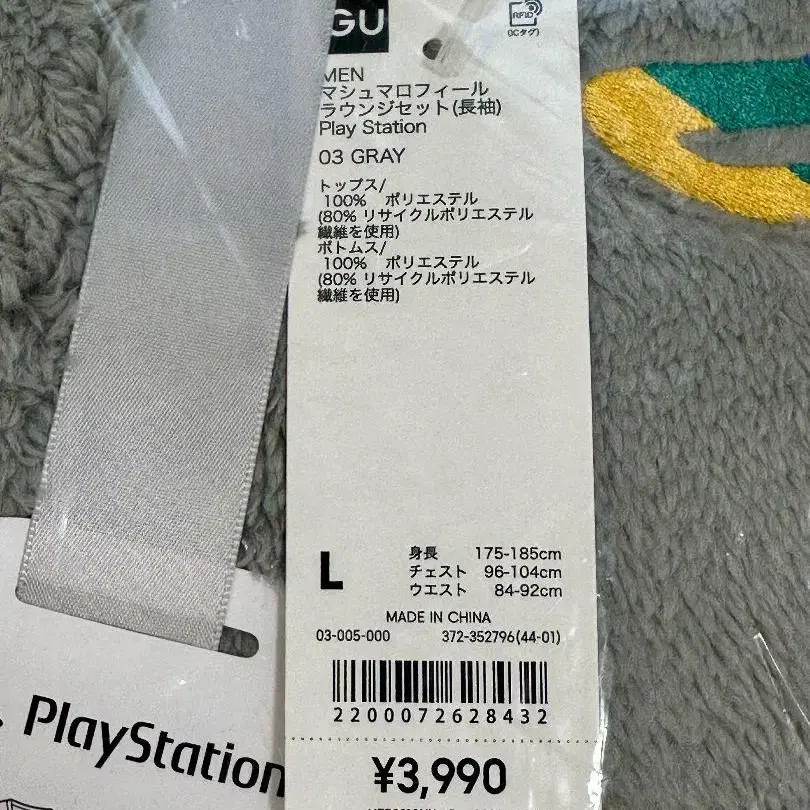 GU
RFID
(ICタグ)
MEN
マシュマロフィール
ラウンジセット(長袖)
Play Station
03 GRAY
トップス/
100% ポリエステル
(80% リサイクルポリエステル
繊維を使用)
ボトムス/
100% ポリエステル
(80% リサイクルポリエステル
繊維を使用)
L
身長 175-185cm
チェスト 96-104cm
ウエスト 84-92cm
MADE IN CHINA
03-005-000 372-352796(44-01)
2200072628432
¥3,990
PlayStation